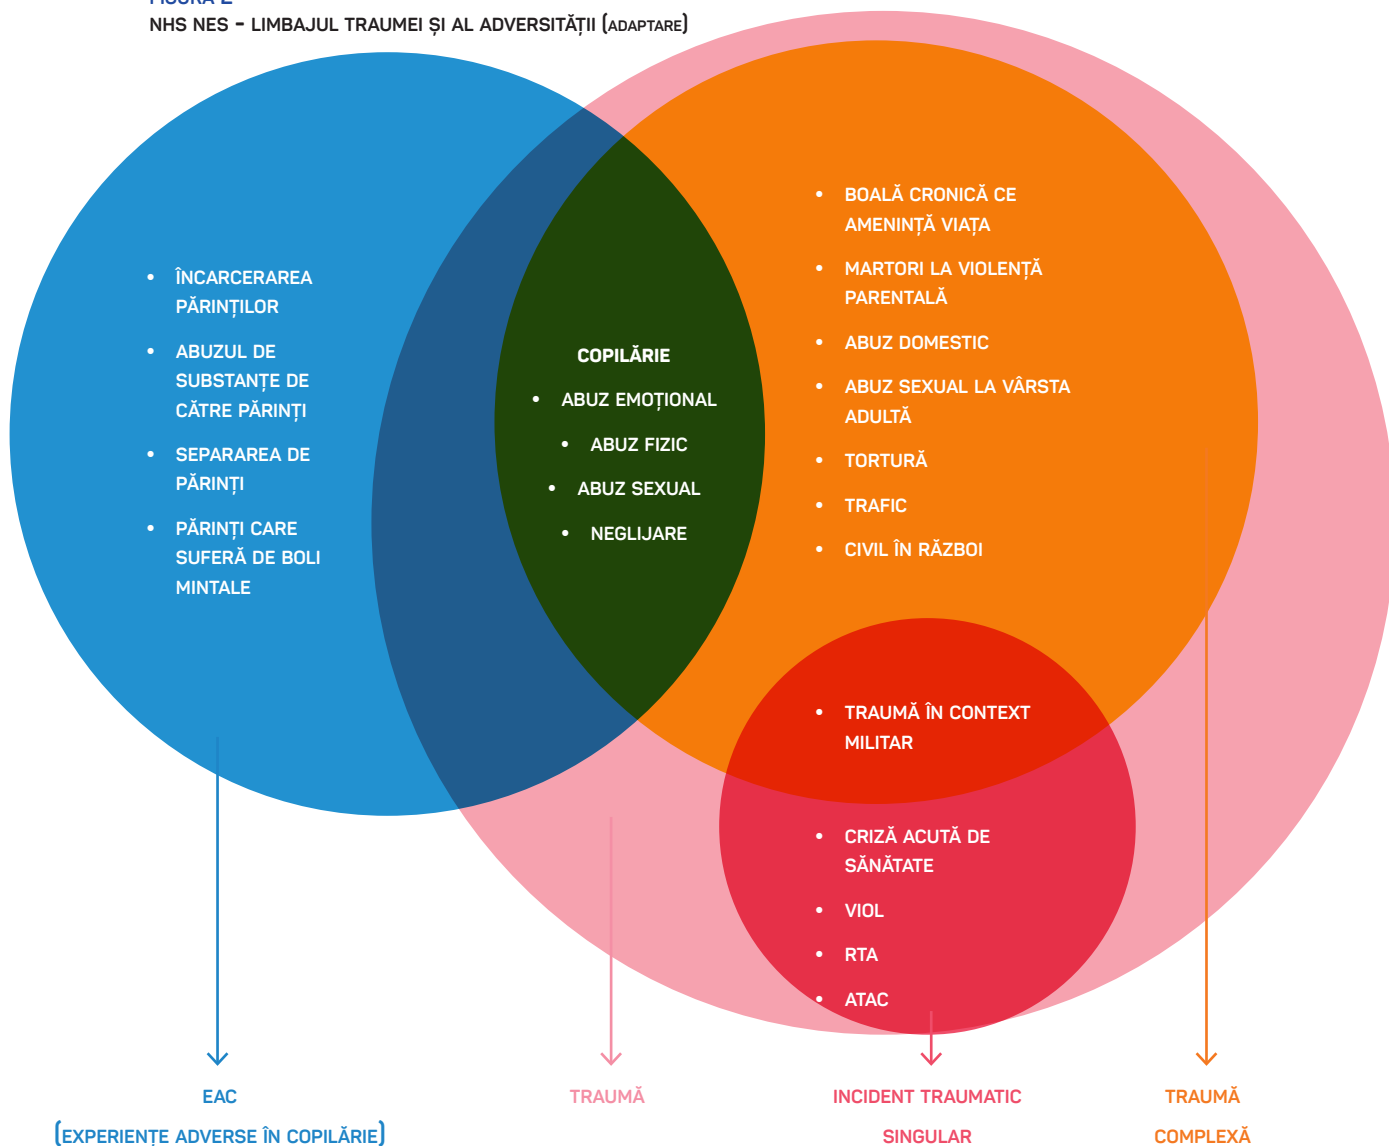 FIGURA 2
NHS NES - LIMBAJUL TRAUMEI ȘI AL ADVERSITĂȚII (ADAPTARE)
• ÎNCARCERAREA
PĂRINȚILOR
• ABUZUL DE
SUBSTANȚE DE
CĂTRE PĂRINȚI
• SEPARAREA DE
PĂRINȚI
• PĂRINȚI CARE
SUFERĂ DE BOLI
MINTALE
COPILĂRIE
• ABUZ EMOȚIONAL
• ABUZ FIZIC
• ABUZ SEXUAL
• NEGLIJARE
• BOALĂ CRONICĂ CE
AMENINȚĂ VIAȚA
• MARTORI LA VIOLENȚĂ
PARENTALĂ
• ABUZ DOMESTIC
• ABUZ SEXUAL LA VÂRSTA
ADULTĂ
• TORTURĂ
• TRAFIC
• CIVIL ÎN RĂZBOI
• TRAUMĂ ÎN CONTEXT
MILITAR
• CRIZĂ ACUTĂ DE
SĂNĂTATE
• VIOL
• RTA
• ATAC
EAC
(EXPERIENȚE ADVERSE ÎN COPILĂRIE)
TRAUMĂ
INCIDENT TRAUMATIC
SINGULAR
TRAUMĂ
COMPLEXĂ